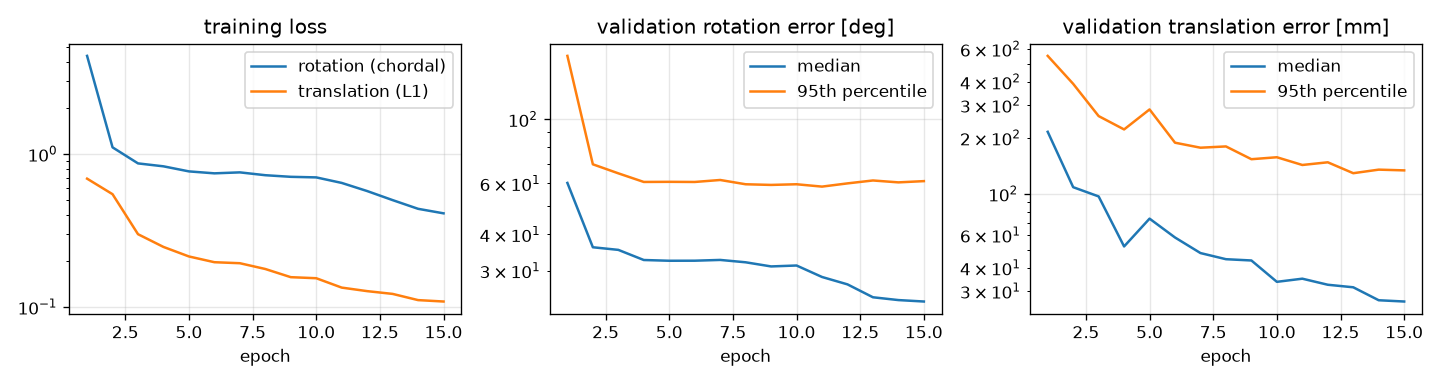 training loss
rotation (chordal)
translation (L1)
10⁰
10⁻¹
2.5 5.0 7.5 10.0 12.5 15.0
epoch
validation rotation error [deg]
median
95th percentile
10²
6 × 10¹
4 × 10¹
3 × 10¹
2.5 5.0 7.5 10.0 12.5 15.0
epoch
validation translation error [mm]
median
95th percentile
6 × 10²
4 × 10²
3 × 10²
2 × 10²
10²
6 × 10¹
4 × 10¹
3 × 10¹
2.5 5.0 7.5 10.0 12.5 15.0
epoch